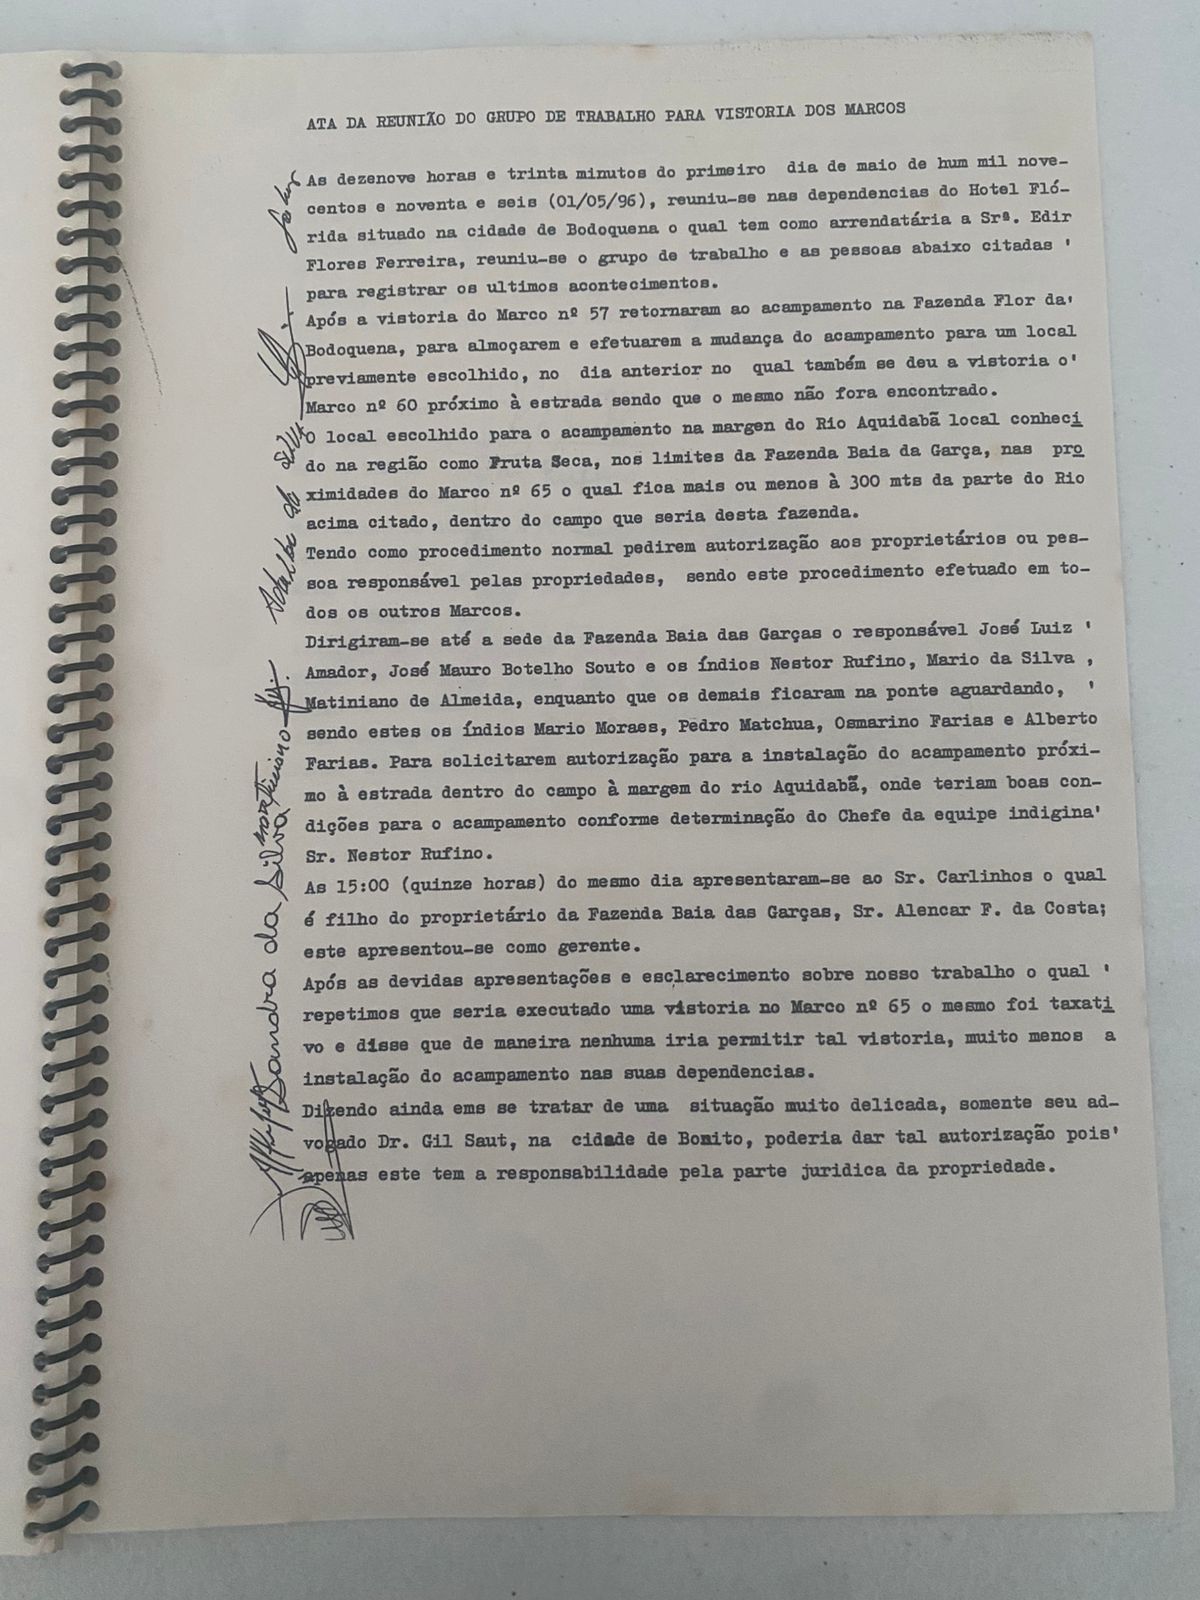 ATA DA REUNIÃO DO GRUPO DE TRABALHO PARA VISTORIA DOS MARCOS
As dezenove horas e trinta minutos do primeiro dia de maio de hum mil nove-
centos e noventa e seis (01/05/96), reuniu-se nas dependencias do Hotel Fló-
rida situado na cidade de Bodoquena o qual tem como arrendatária a Srª. Edir
Flores Ferreira, reuniu-se o grupo de trabalho e as pessoas abaixo citadas '
para registrar os ultimos acontecimentos.
Após a vistoria do Marco nº 57 retornaram ao acampamento na Fazenda Flor da'
Bodoquena, para almoçarem e efetuarem a mudança do acampamento para um local
previamente escolhido, no dia anterior no qual também se deu a vistoria o'
Marco nº 60 próximo à estrada sendo que o mesmo não fora encontrado.
O local escolhido para o acampamento na margen do Rio Aquidabã local conheci
do na região como Fruta Seca, nos limites da Fazenda Baia da Garça, nas pro
ximidades do Marco nº 65 o qual fica mais ou menos à 300 mts da parte do Rio
acima citado, dentro do campo que seria desta fazenda.
Tendo como procedimento normal pedirem autorização aos proprietários ou pes-
soa responsável pelas propriedades, sendo este procedimento efetuado em to-
dos os outros Marcos.
Dirigiram-se até a sede da Fazenda Baia das Garças o responsável José Luiz '
Amador, José Mauro Botelho Souto e os índios Nestor Rufino, Mario da Silva ,
Matiniano de Almeida, enquanto que os demais ficaram na ponte aguardando, '
sendo estes os índios Mario Moraes, Pedro Matchua, Osmarino Farias e Alberto
Farias. Para solicitarem autorização para a instalação do acampamento próxi-
mo à estrada dentro do campo à margem do rio Aquidabã, onde teriam boas con-
dições para o acampamento conforme determinação do Chefe da equipe indigina'
Sr. Nestor Rufino.
As 15:00 (quinze horas) do mesmo dia apresentaram-se ao Sr. Carlinhos o qual
é filho do proprietário da Fazenda Baia das Garças, Sr. Alencar F. da Costa;
este apresentou-se como gerente.
Após as devidas apresentações e esclarecimento sobre nosso trabalho o qual '
repetimos que seria executado uma vistoria no Marco nº 65 o mesmo foi taxati
vo e disse que de maneira nenhuma iria permitir tal vistoria, muito menos a
instalação do acampamento nas suas dependencias.
Dizendo ainda ems se tratar de uma situação muito delicada, somente seu ad-
vogado Dr. Gil Saut, na cidade de Bonito, poderia dar tal autorização pois'
apenas este tem a responsabilidade pela parte juridica da propriedade.
Sandra da Silva